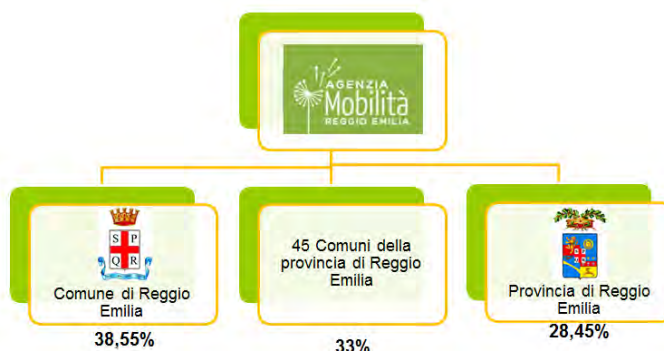 AGENZIA
Mobilità
REGGIO EMILIA
S P
Q R
Comune di Reggio
Emilia
38,55%
45 Comuni della
provincia di Reggio
Emilia
33%
Provincia di Reggio
Emilia
28,45%